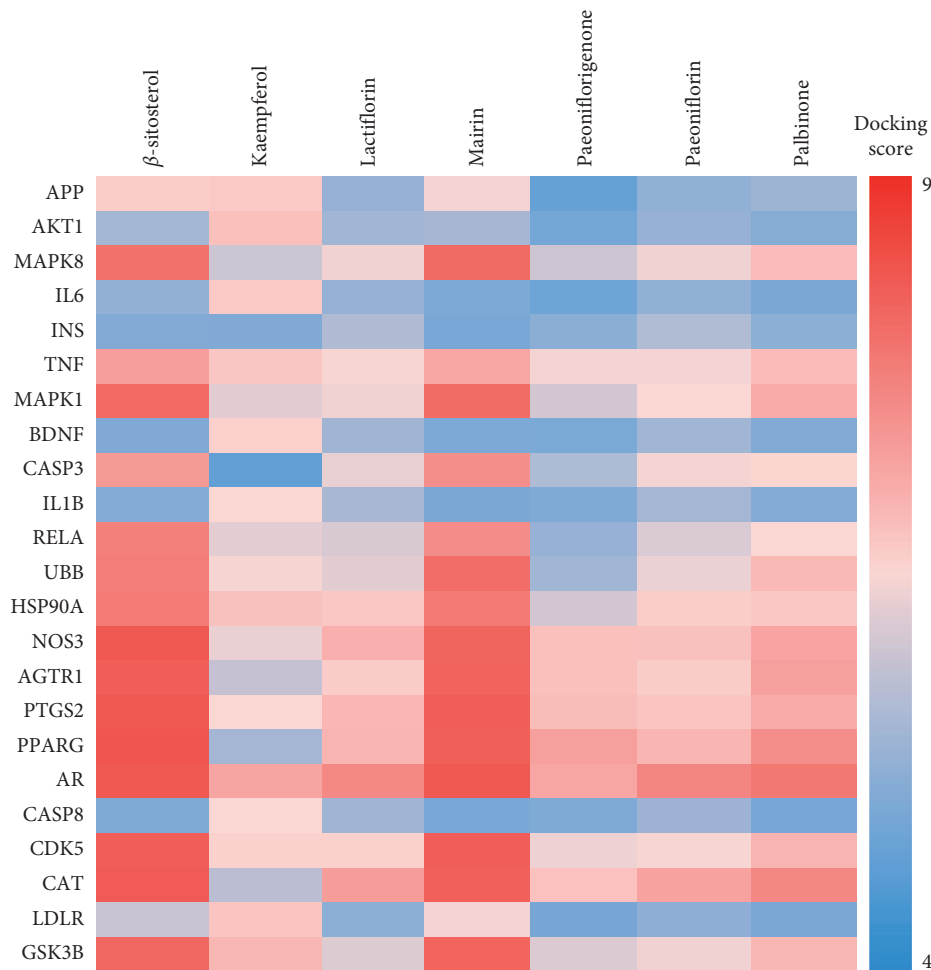 β-sitosterol
Kaempferol
Lactiflorin
Mairin
Paeoniflorigenone
Paeoniflorin
Palbinone
Docking
score
9
APP
AKT1
MAPK8
IL6
INS
TNF
MAPK1
BDNF
CASP3
IL1B
RELA
UBB
HSP90A
NOS3
AGTR1
PTGS2
PPARG
AR
CASP8
CDK5
CAT
LDLR
GSK3B
4